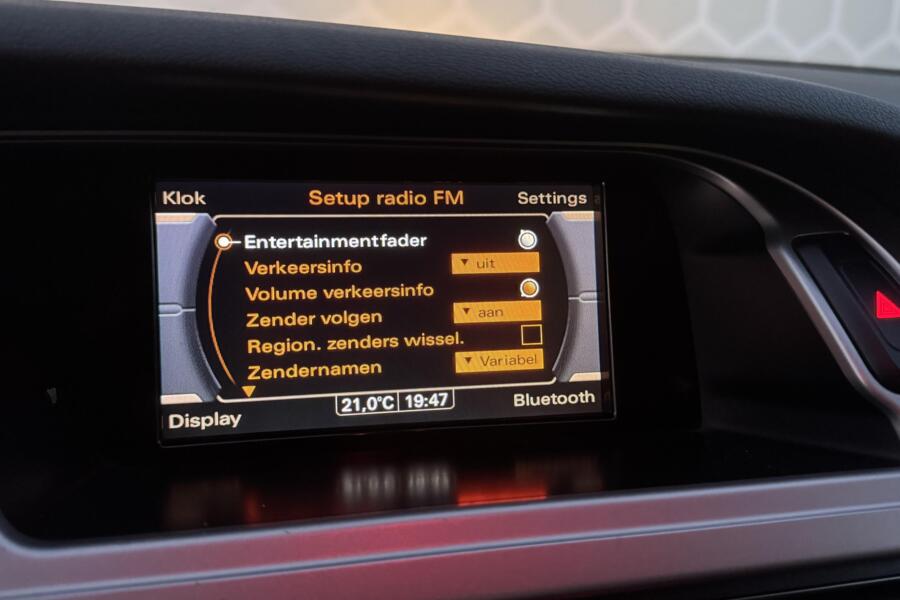 Klok Setup radio FM Settings
Entertainmentfader
Verkeersinfo uit
Volume verkeersinfo
Zender volgen aan
Region. zenders wissel.
Zendernamen Variabel
Display 21,0°C 19:47 Bluetooth